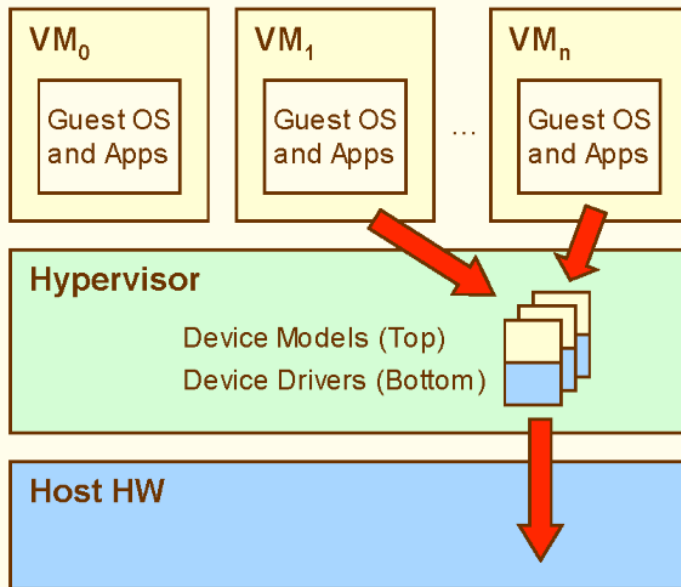 VM₀
Guest OS
and Apps
VM₁
Guest OS
and Apps
...
VMₙ
Guest OS
and Apps
Hypervisor
Device Models (Top)
Device Drivers (Bottom)
Host HW